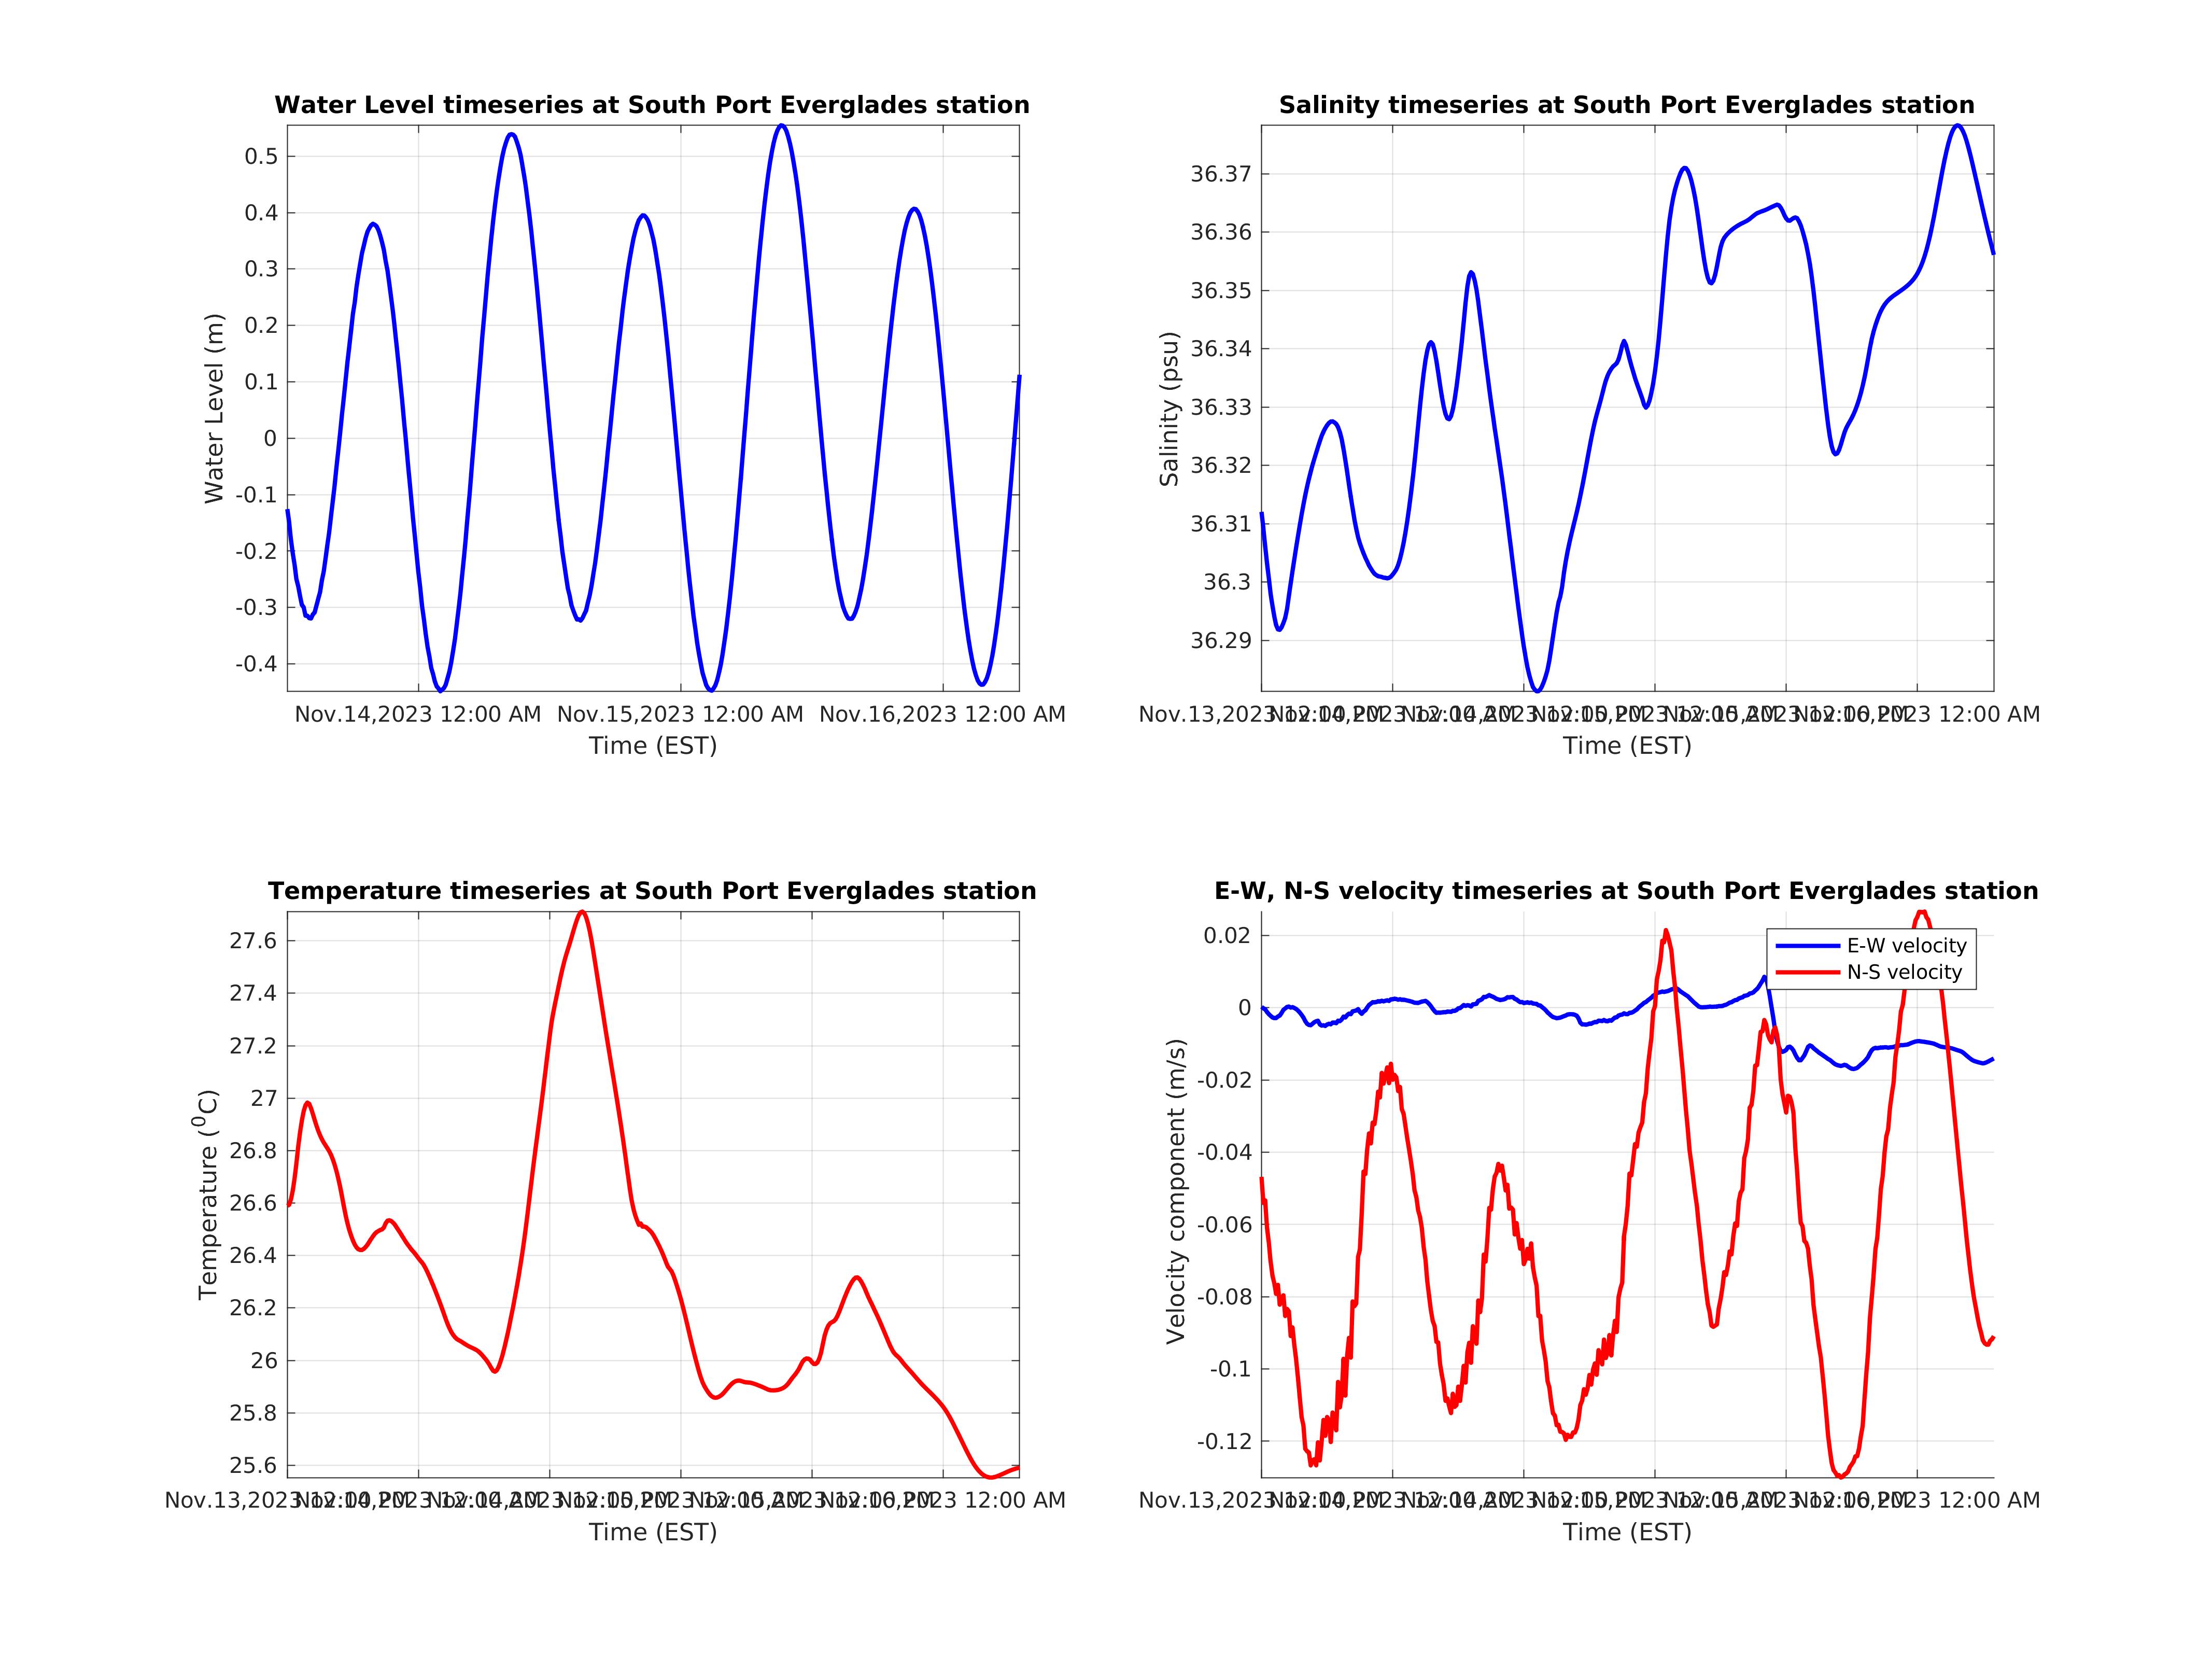 Water Level timeseries at South Port Everglades station
0.5
0.4
0.3
0.2
0.1
0
-0.1
-0.2
-0.3
-0.4
Water Level (m)
Nov.14,2023 12:00 AM Nov.15,2023 12:00 AM Nov.16,2023 12:00 AM
Time (EST)
Salinity timeseries at South Port Everglades station
36.37
36.36
36.35
36.34
36.33
36.32
36.31
36.3
36.29
Salinity (psu)
Nov.13,2023 12:00 AM
Time (EST)
Temperature timeseries at South Port Everglades station
27.6
27.4
27.2
27
26.8
26.6
26.4
26.2
26
25.8
25.6
Temperature (⁰C)
Nov.13,2023 12:00 AM
Time (EST)
E-W, N-S velocity timeseries at South Port Everglades station
E-W velocity
N-S velocity
0.02
0
-0.02
-0.04
-0.06
-0.08
-0.1
-0.12
Velocity component (m/s)
Nov.13,2023 12:00 AM
Time (EST)